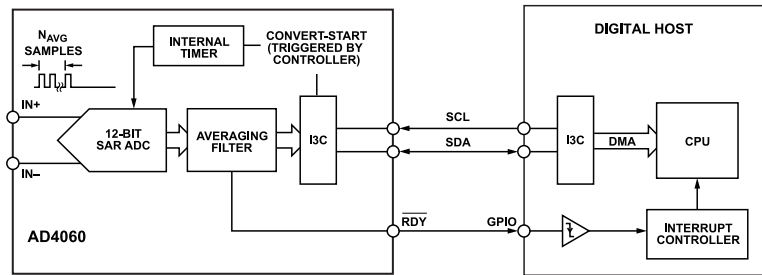 N_AVG
SAMPLES
INTERNAL
TIMER
CONVERT-START
(TRIGGERED BY
CONTROLLER)
DIGITAL HOST
IN+
IN–
12-BIT
SAR ADC
AVERAGING
FILTER
I3C
SCL
SDA
I3C
DMA
CPU
AD4060
RDY
GPIO
INTERRUPT
CONTROLLER